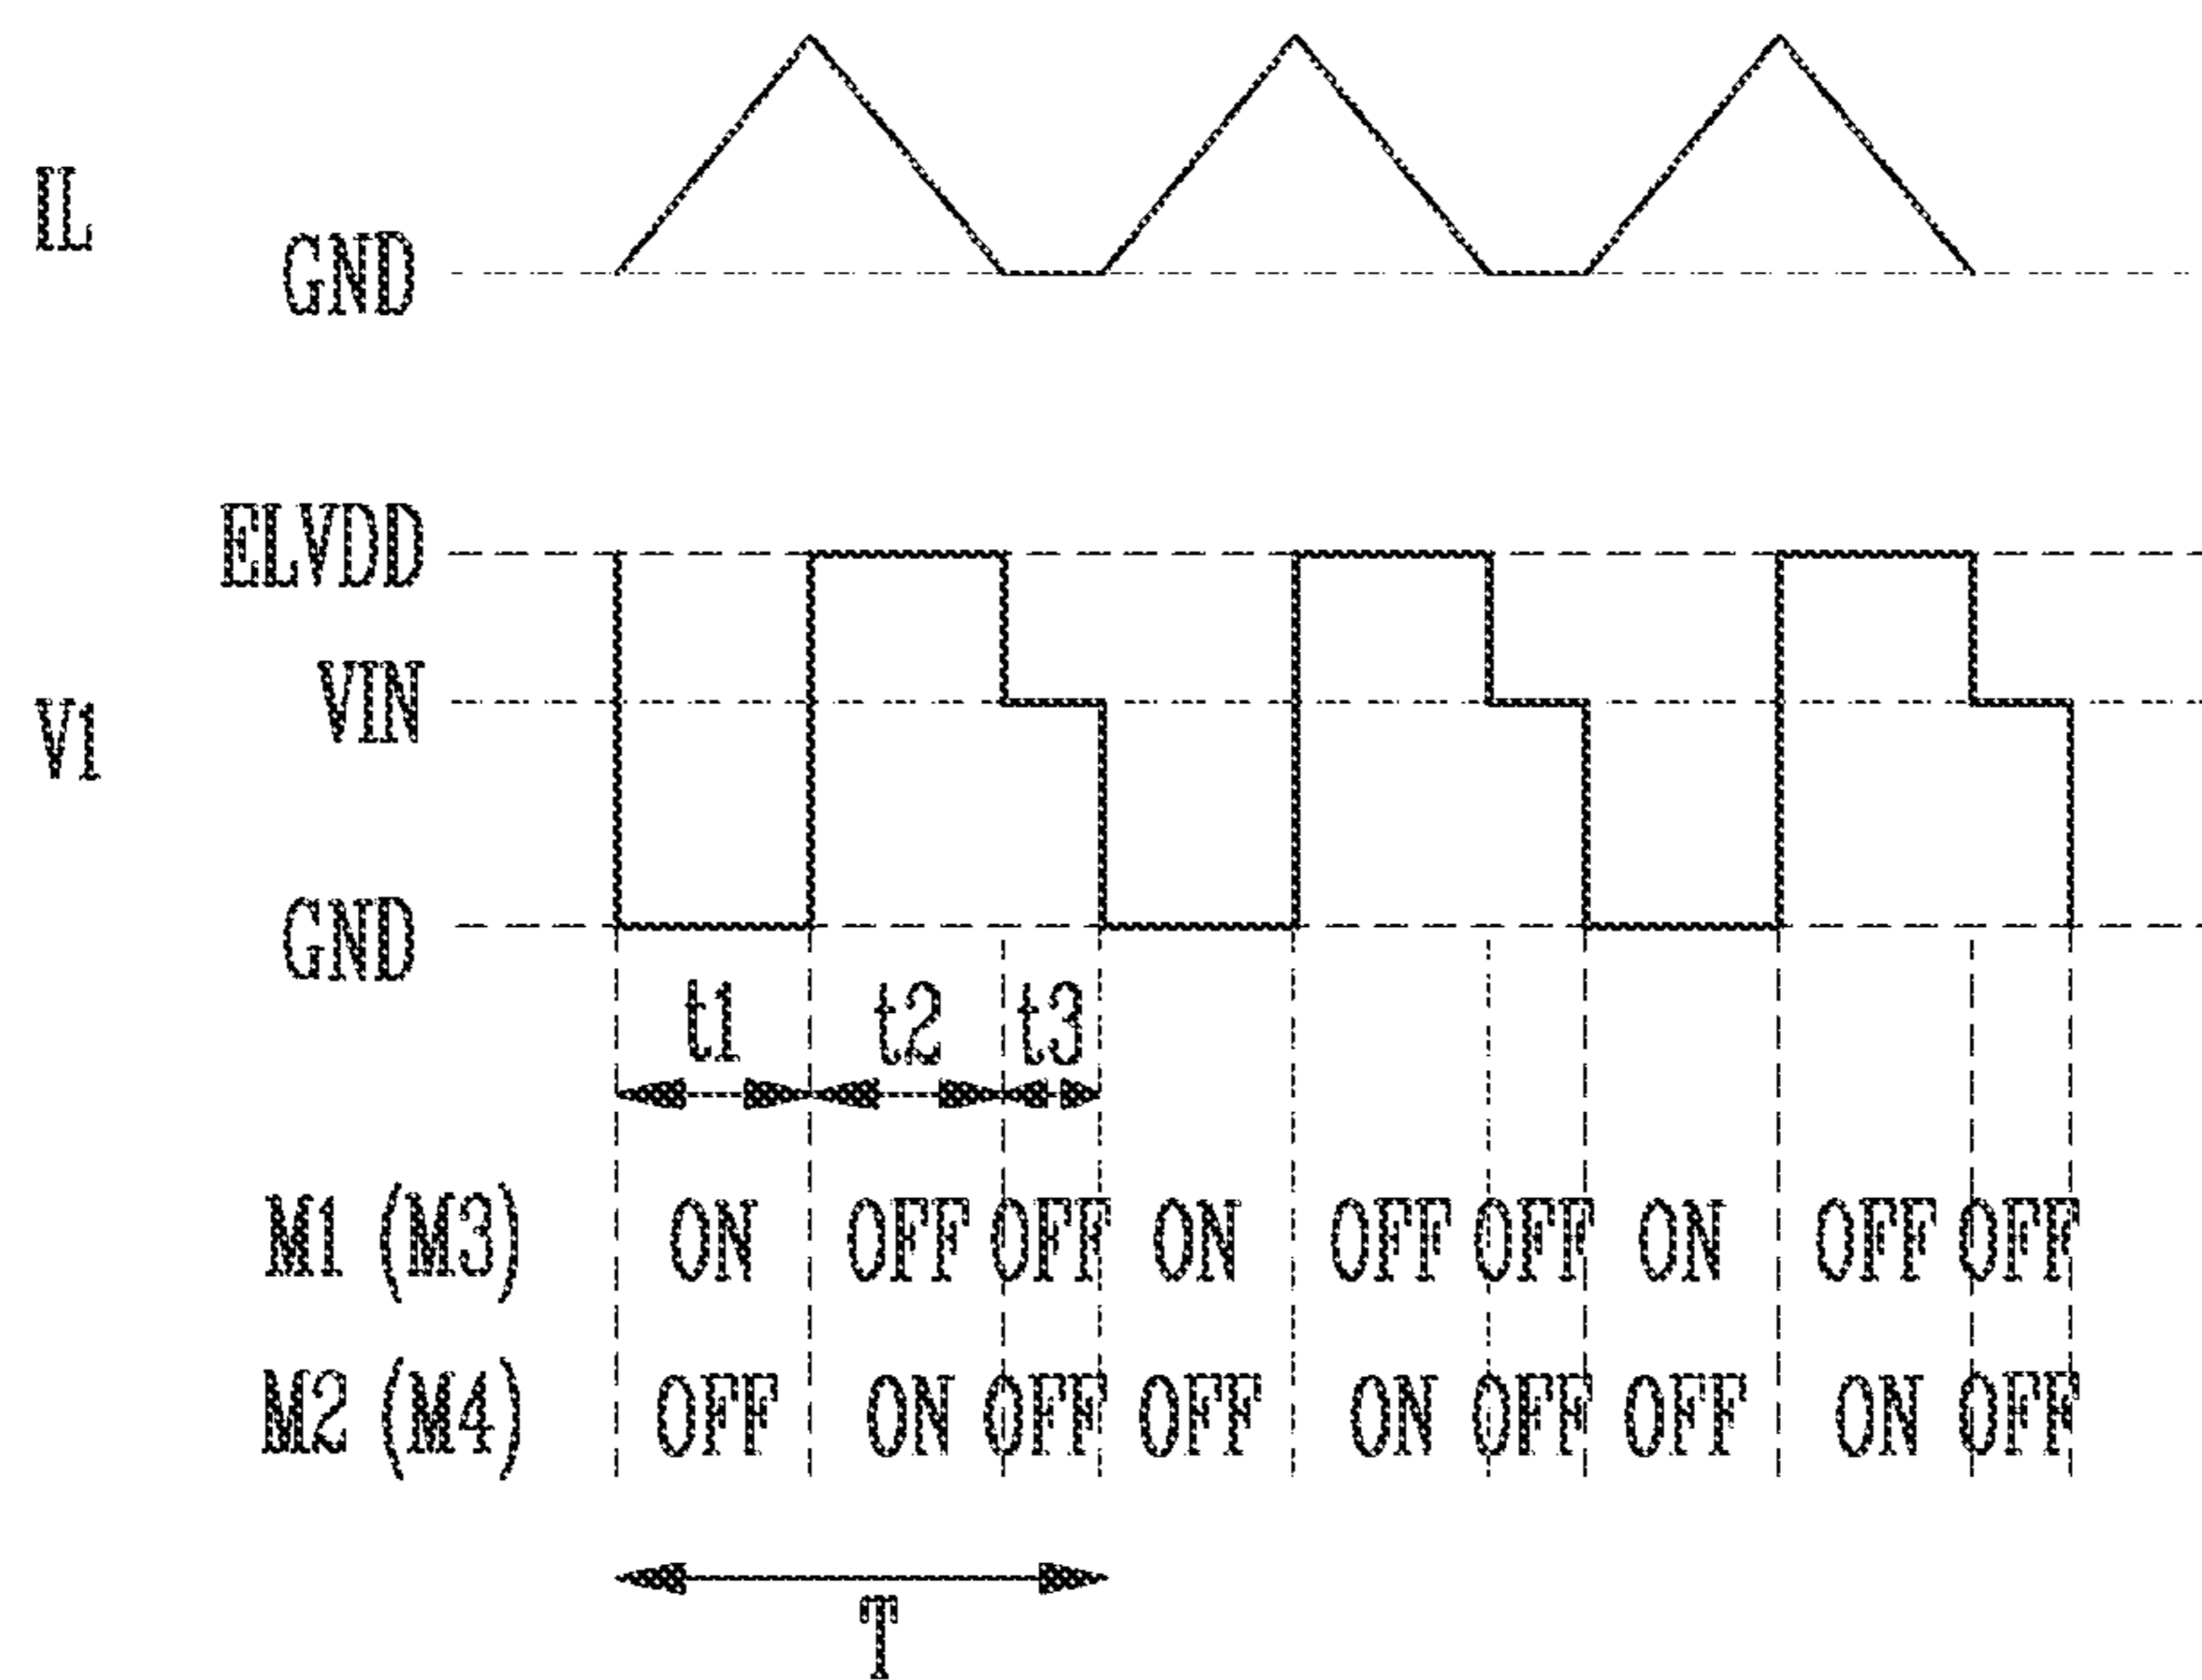 IL
GND
ELVDD
VIN
V1
GND
t1 t2 t3
M1 (M3) ON OFF OFF ON OFF OFF ON OFF OFF
M2 (M4) OFF ON OFF OFF ON OFF OFF ON OFF
T